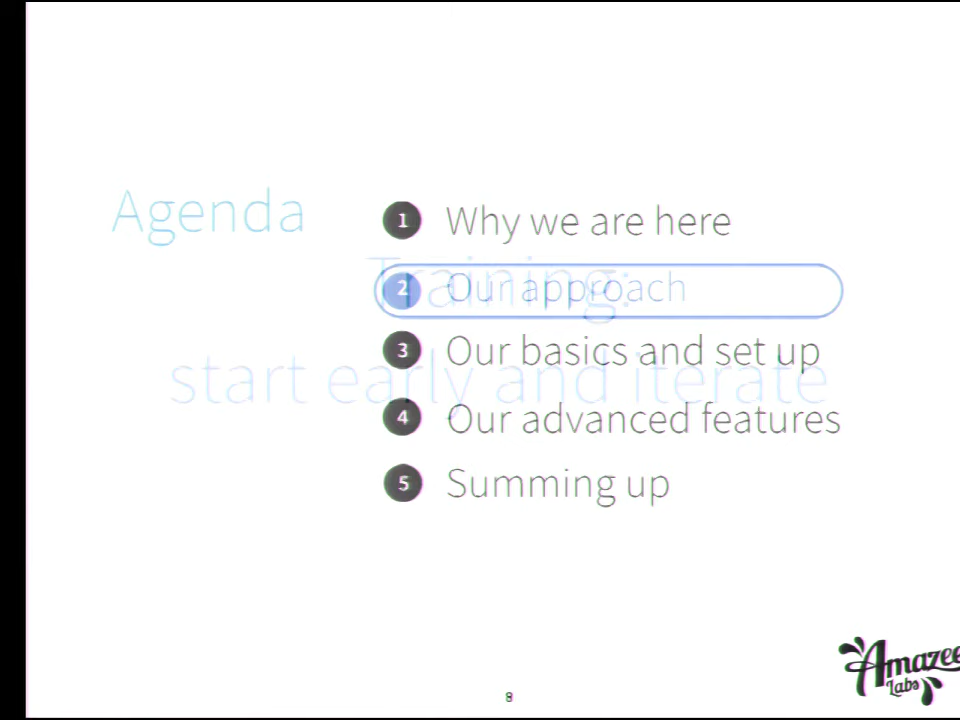 Agenda
1 Why we are here
2 Our approach
3 Our basics and set up
4 Our advanced features
5 Summing up
Training:
start early and iterate
8
Amazee
Labs